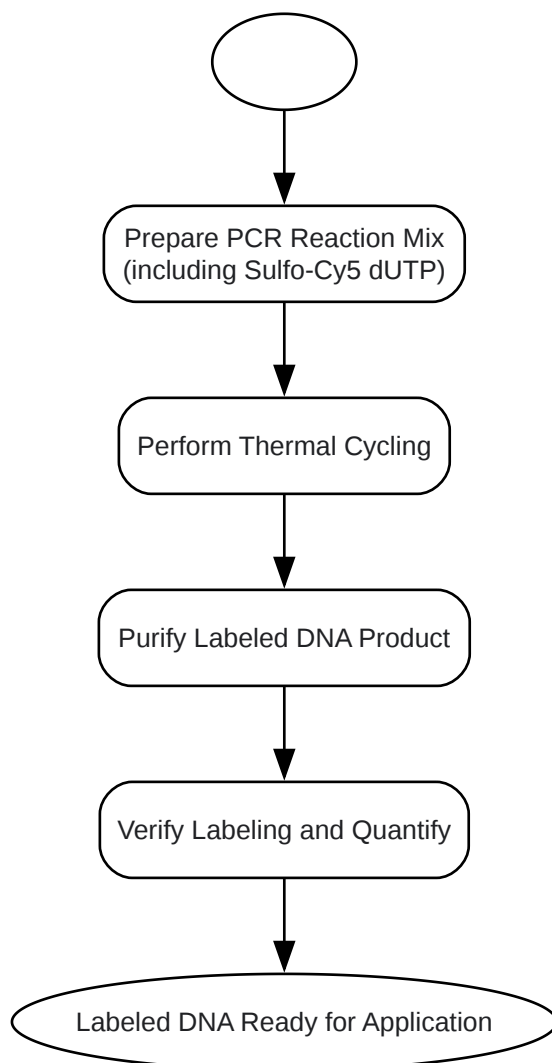 Prepare PCR Reaction Mix
(including Sulfo-Cy5 dUTP)
Perform Thermal Cycling
Purify Labeled DNA Product
Verify Labeling and Quantify
Labeled DNA Ready for Application